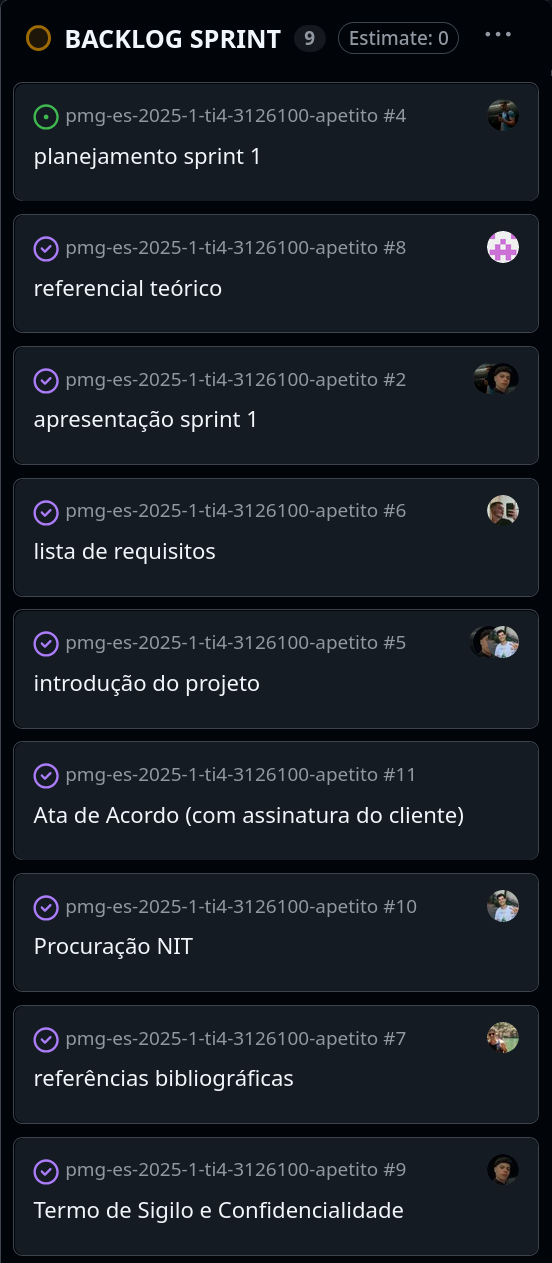 BACKLOG SPRINT 9 Estimate: 0
pmg-es-2025-1-ti4-3126100-apetito #4
planejamento sprint 1
pmg-es-2025-1-ti4-3126100-apetito #8
referencial teórico
pmg-es-2025-1-ti4-3126100-apetito #2
apresentação sprint 1
pmg-es-2025-1-ti4-3126100-apetito #6
lista de requisitos
pmg-es-2025-1-ti4-3126100-apetito #5
introdução do projeto
pmg-es-2025-1-ti4-3126100-apetito #11
Ata de Acordo (com assinatura do cliente)
pmg-es-2025-1-ti4-3126100-apetito #10
Procuração NIT
pmg-es-2025-1-ti4-3126100-apetito #7
referências bibliográficas
pmg-es-2025-1-ti4-3126100-apetito #9
Termo de Sigilo e Confidencialidade